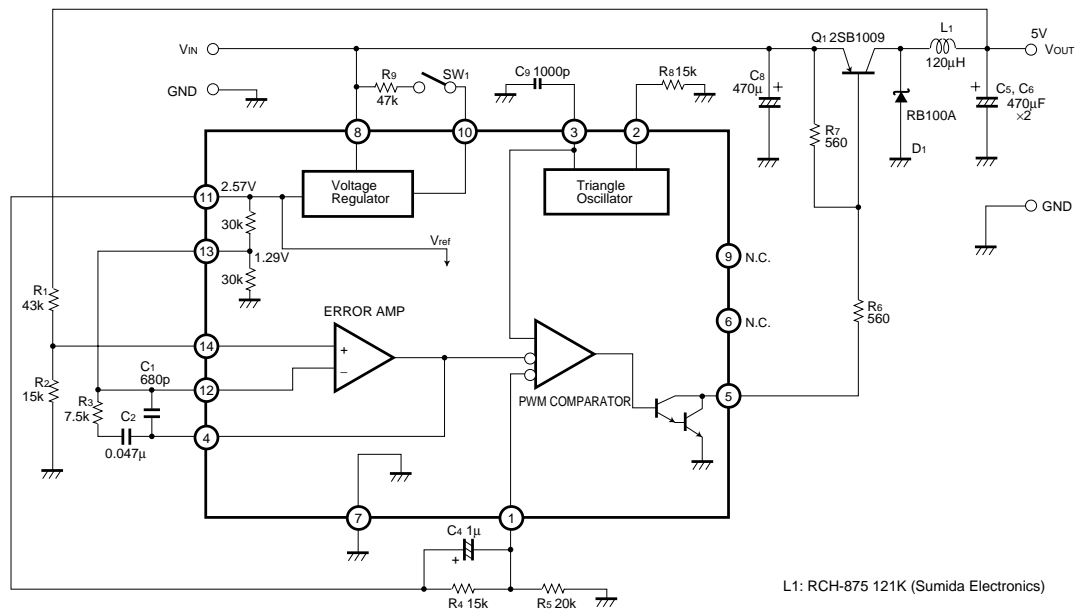 Q1 2SB1009
L1
5V
VIN
VOUT
120µH
R9
SW1
C9 1000p
R8 15k
C8
470µ
+
+
C5, C6
470µF
×2
GND
47k
RB100A
R7
560
D1
8
10
3
2
11
2.57V
Voltage
Regulator
Triangle
Oscillator
30k
GND
13
Vref
1.29V
9
N.C.
30k
R1
43k
R6
560
ERROR AMP
6
N.C.
14
+
C1
680p
12
−
R2
15k
R3
7.5k
C2
5
PWM COMPARATOR
4
0.047µ
7
1
C4 1µ
+
R4 15k
R5 20k
L1: RCH-875 121K (Sumida Electronics)